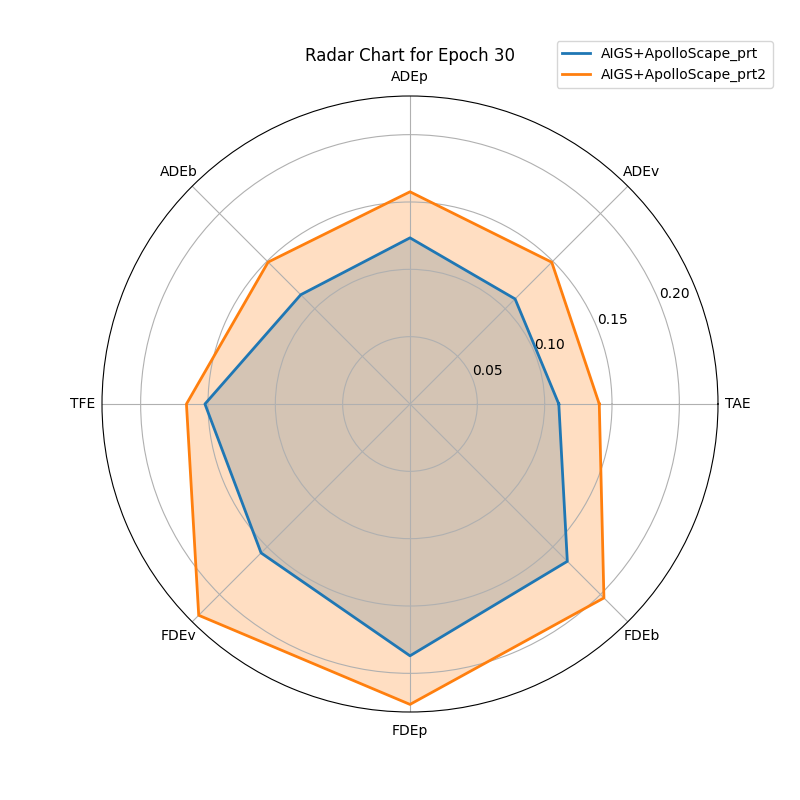 Radar Chart for Epoch 30
AIGS+ApolloScape_prt
AIGS+ApolloScape_prt2
ADEp
ADEb
ADEv
0.20
0.15
0.10
0.05
TFE
TAE
FDEv
FDEb
FDEp